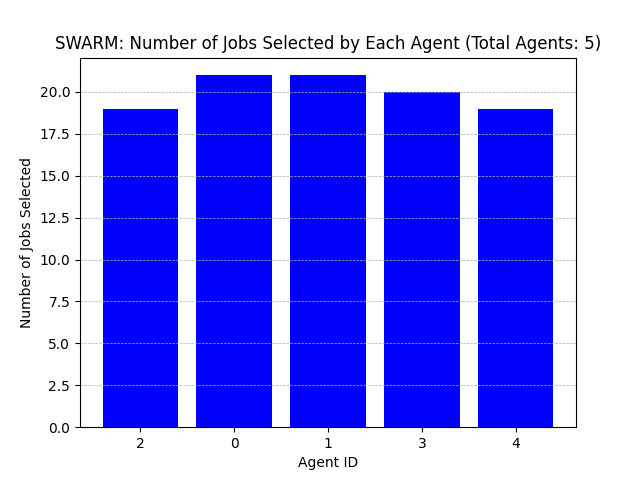 SWARM: Number of Jobs Selected by Each Agent (Total Agents: 5)
Number of Jobs Selected
20.0
17.5
15.0
12.5
10.0
7.5
5.0
2.5
0.0
2 0 1 3 4
Agent ID